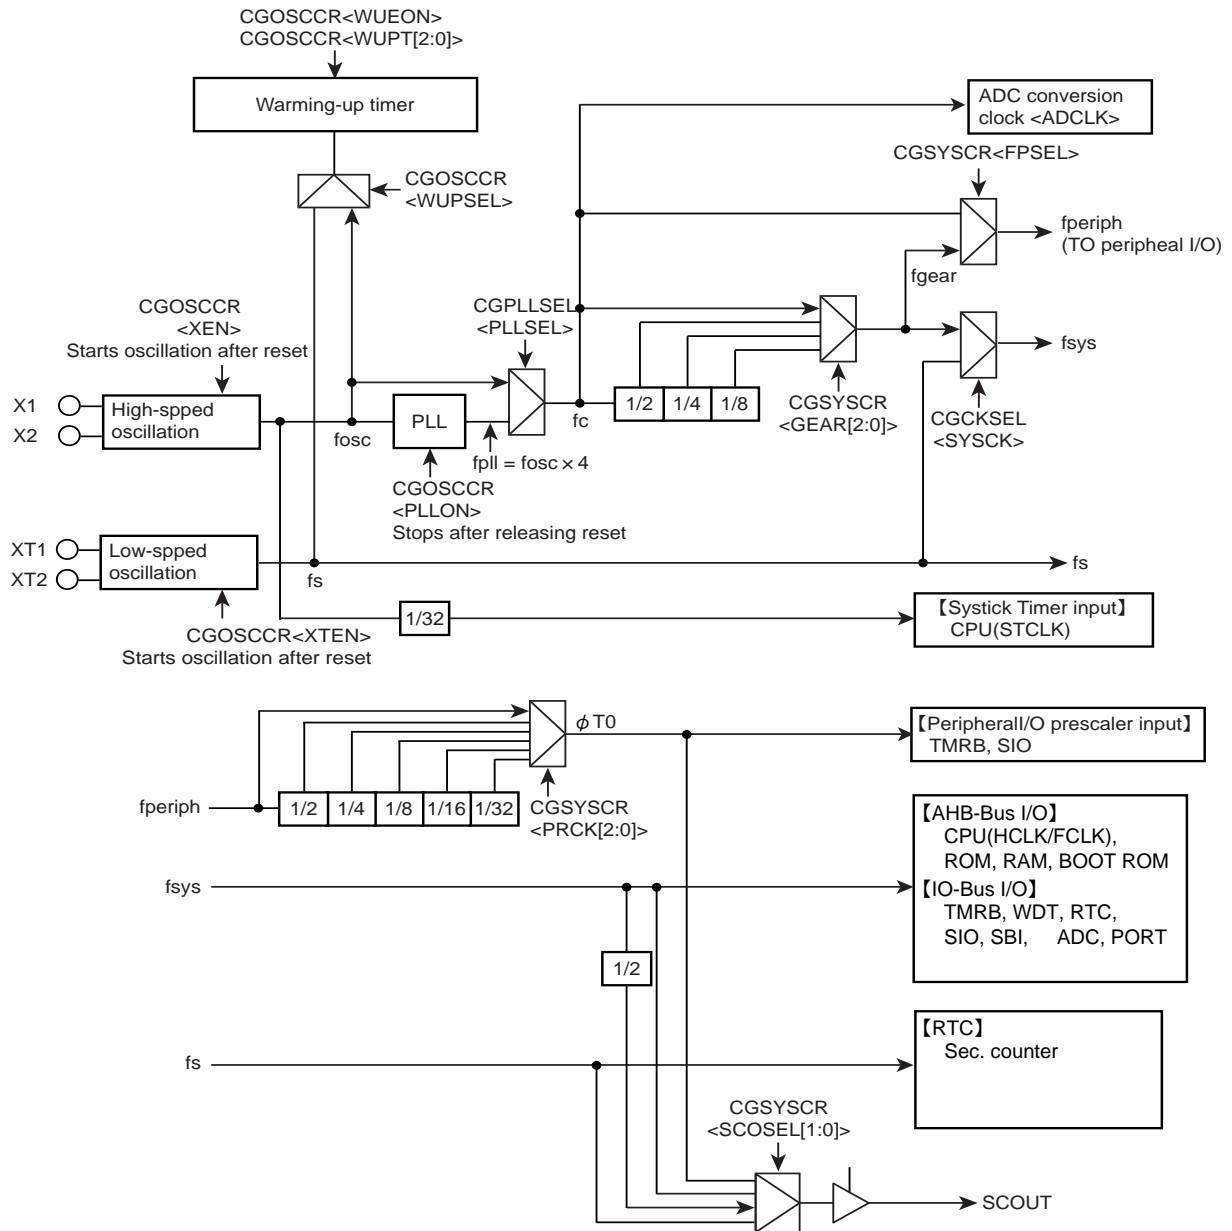 CGOSCCR<WUEON>
CGOSCCR<WUPT[2:0]>
Warming-up timer
CGOSCCR
<WUPSEL>
ADC conversion
clock <ADCLK>
CGSYSCR<FPSEL>
fperiph
(TO peripheal I/O)
fgear
CGOSCCR
<XEN>
Starts oscillation after reset
CGPLLSEL
<PLLSEL>
fsys
X1
X2
High-spped
oscillation
fosc
PLL
fpll = fosc × 4
fc
1/2
1/4
1/8
CGSYSCR
<GEAR[2:0]>
CGCKSEL
<SYSCK>
CGOSCCR
<PLLON>
Stops after releasing reset
XT1
XT2
Low-spped
oscillation
fs
fs
CGOSCCR<XTEN>
Starts oscillation after reset
1/32
【Systick Timer input】
CPU(STCLK)
ϕT0
【Peripherall/O prescaler input】
TMRB, SIO
fperiph
1/2
1/4
1/8
1/16
1/32
CGSYSCR
<PRCK[2:0]>
【AHB-Bus I/O】
CPU(HCLK/FCLK),
ROM, RAM, BOOT ROM
【IO-Bus I/O】
TMRB, WDT, RTC,
SIO, SBI, ADC, PORT
fsys
1/2
【RTC】
Sec. counter
fs
CGSYSCR
<SCOSEL[1:0]>
SCOUT